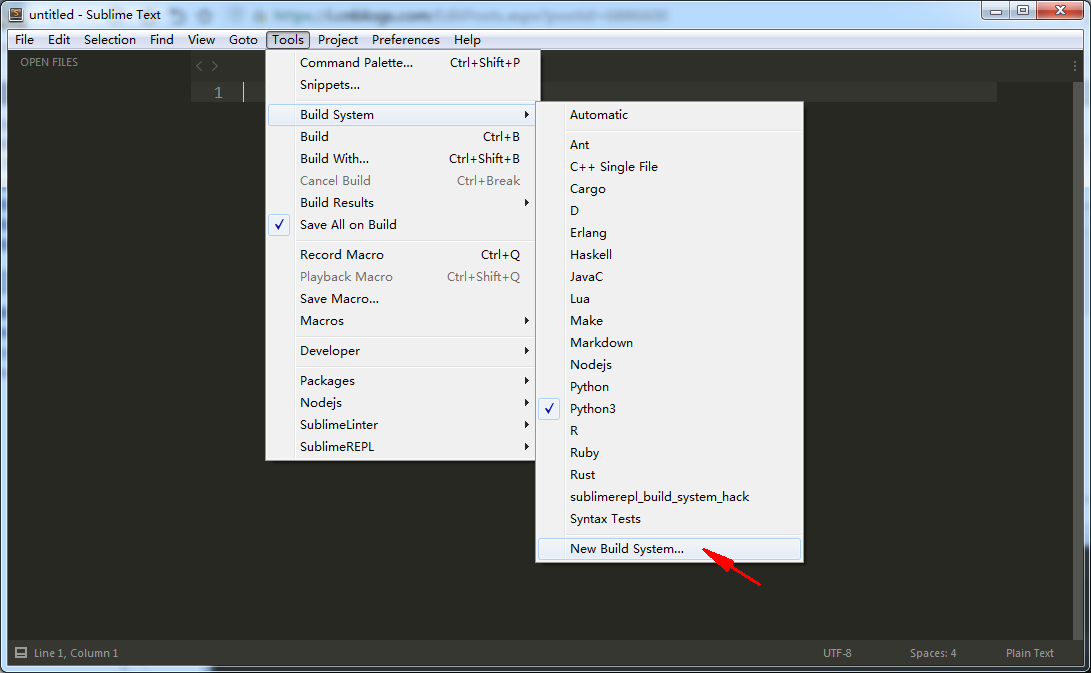 untitled - Sublime Text
File Edit Selection Find View Goto Tools Project Preferences Help
OPEN FILES
1
Command Palette... Ctrl+Shift+P
Snippets...
Build System
Build Ctrl+B
Build With... Ctrl+Shift+B
Cancel Build Ctrl+Break
Build Results
Save All on Build
Record Macro Ctrl+Q
Playback Macro Ctrl+Shift+Q
Save Macro...
Macros
Developer
Packages
Nodejs
SublimeLinter
SublimeREPL
Automatic
Ant
C++ Single File
Cargo
D
Erlang
Haskell
JavaC
Lua
Make
Markdown
Nodejs
Python
Python3
R
Ruby
Rust
sublimerepl_build_system_hack
Syntax Tests
New Build System...
Line 1, Column 1 UTF-8 Spaces: 4 Plain Text